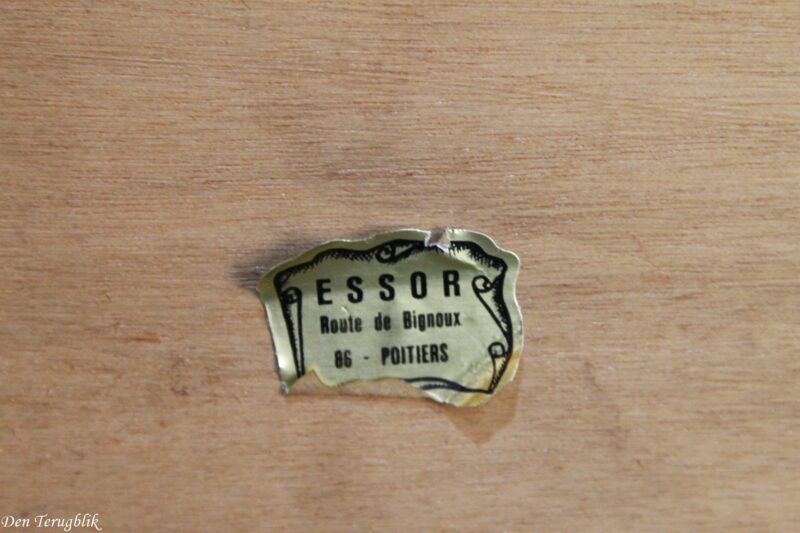 ESSOR
Route de Bignoux
86 - POITIERS
Den Terugblik